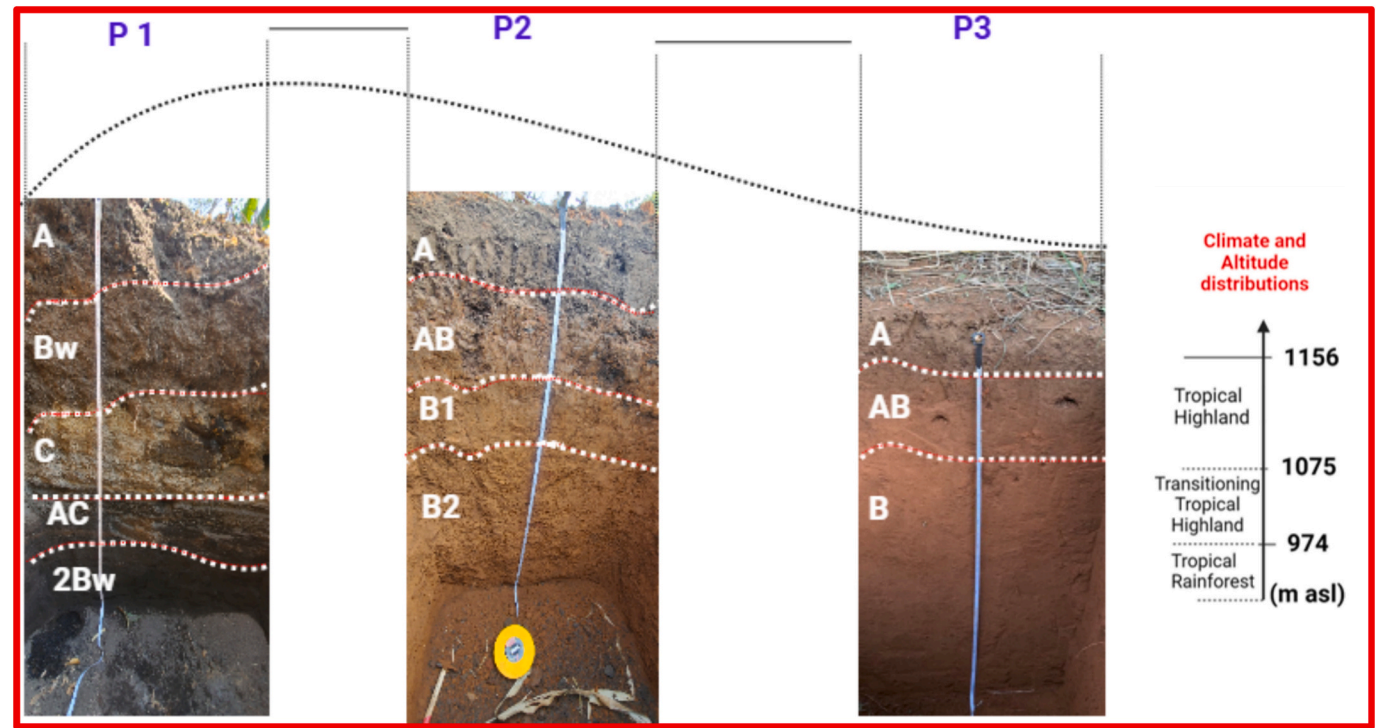 P 1
P2
P3
A
Bw
C
AC
2Bw
A
AB
B1
B2
A
AB
B
Climate and
Altitude
distributions
1156
Tropical
Highland
1075
Transitioning
Tropical
Highland
974
Tropical
Rainforest
(m asl)